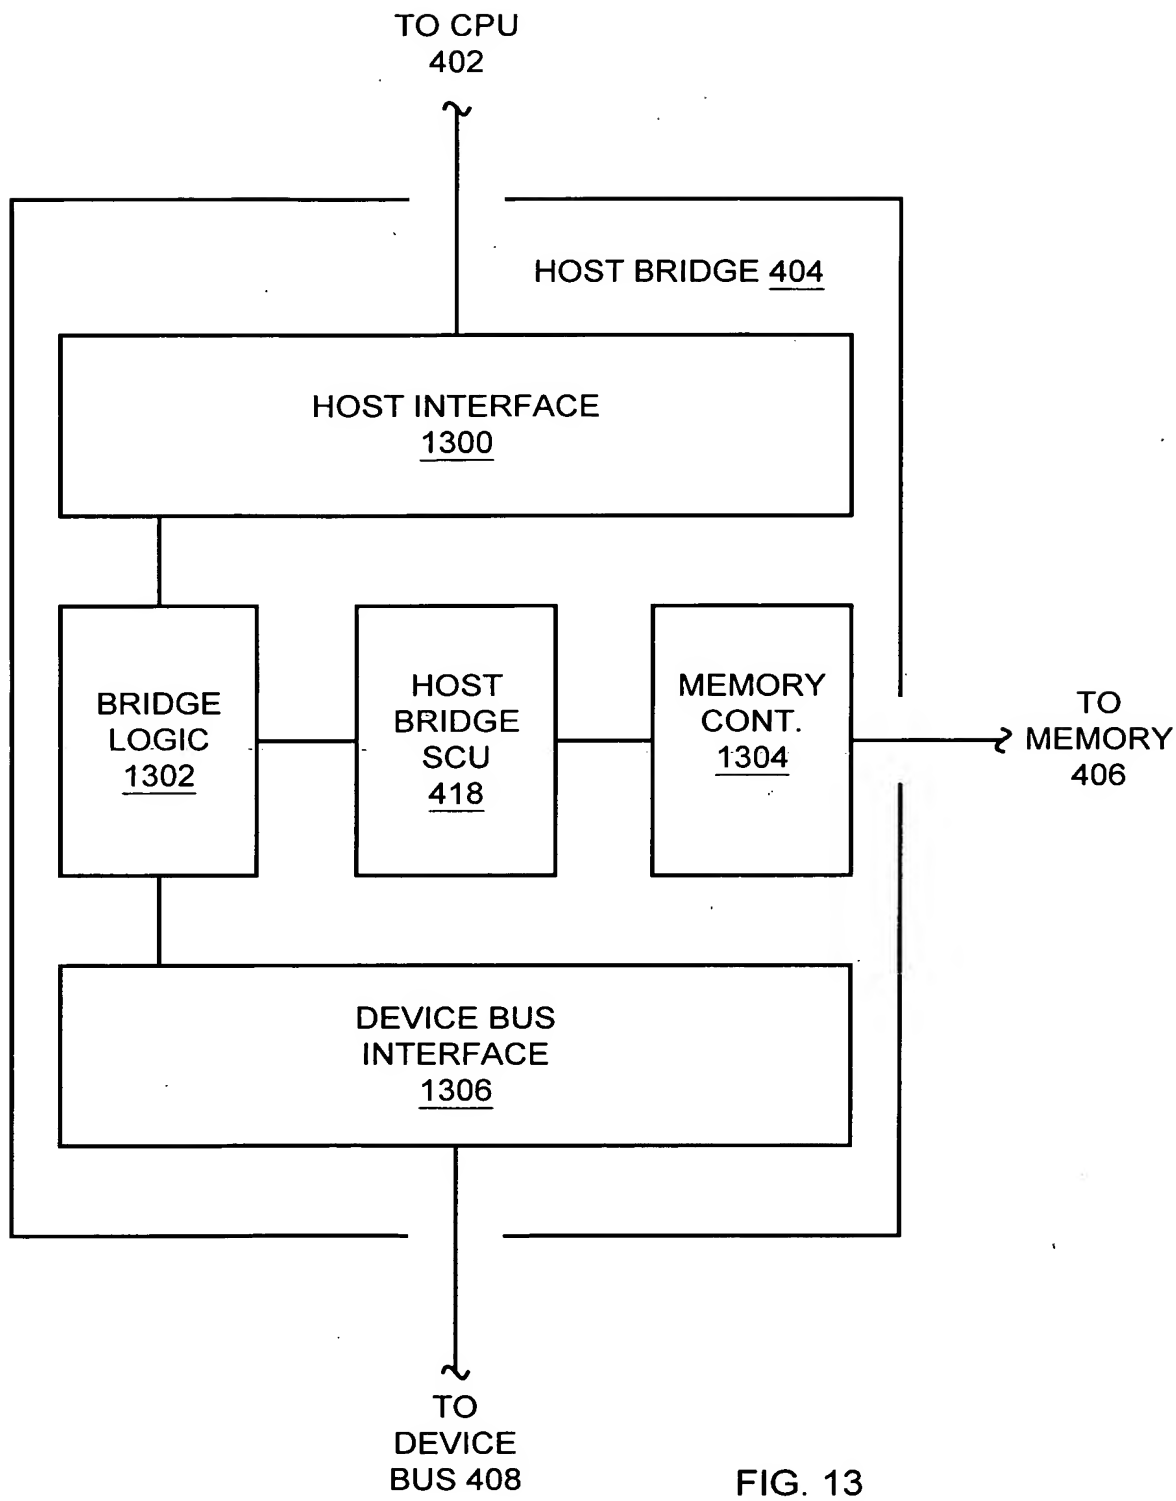 TO CPU
402
HOST BRIDGE 404
HOST INTERFACE
1300
BRIDGE
LOGIC
1302
HOST
BRIDGE
SCU
418
MEMORY
CONT.
1304
TO
MEMORY
406
DEVICE BUS
INTERFACE
1306
TO
DEVICE
BUS 408
FIG. 13